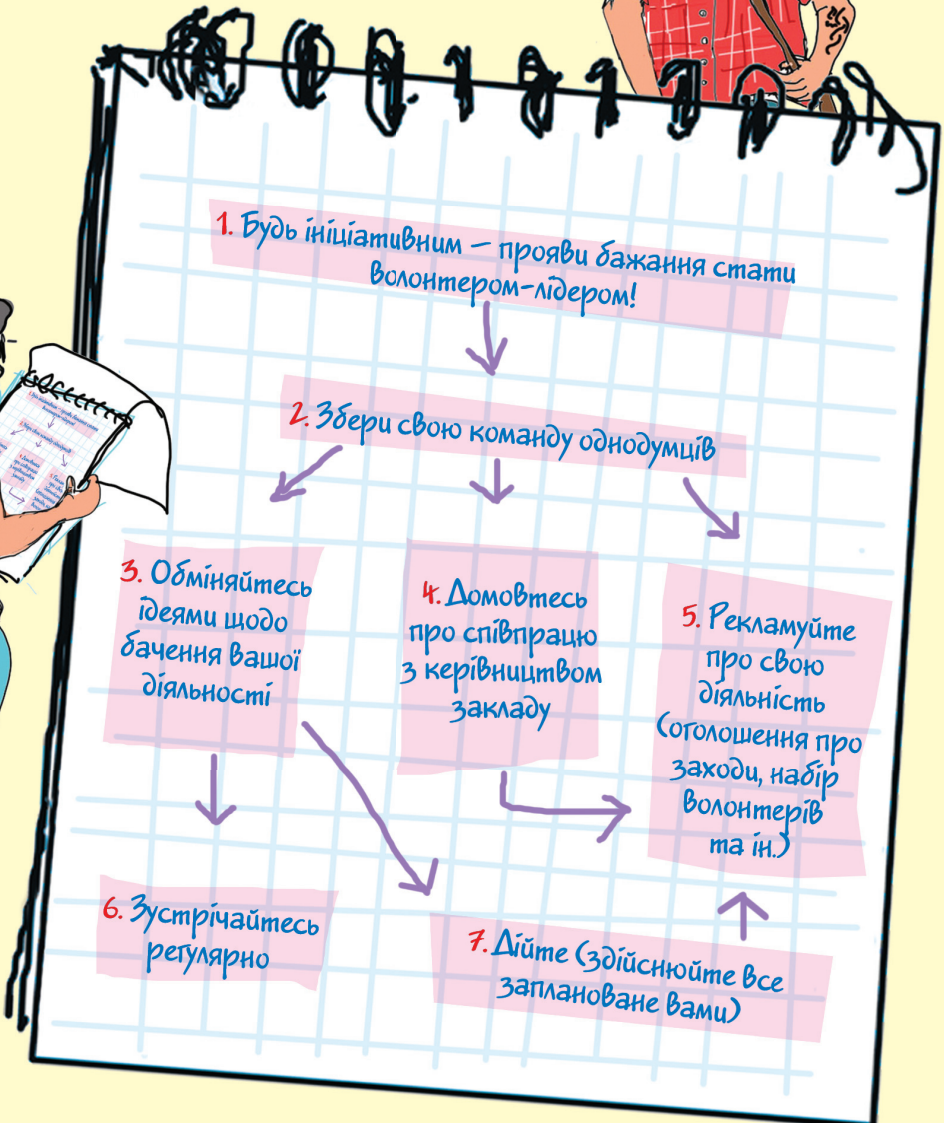 1. Будь ініціативним – прояви бажання стати
волонтером-лідером!
2. Збери свою команду однодумців
3. Обміняйтесь
ідеями щодо
бачення вашої
діяльності
4. Домовтесь
про співпрацю
з керівництвом
закладу
5. Рекламуйте
про свою
діяльність
(оголошення про
заходи, набір
волонтерів
та ін.)
6. Зустрічайтесь
регулярно
7. Дійте (здійснюйте все
заплановане вами)